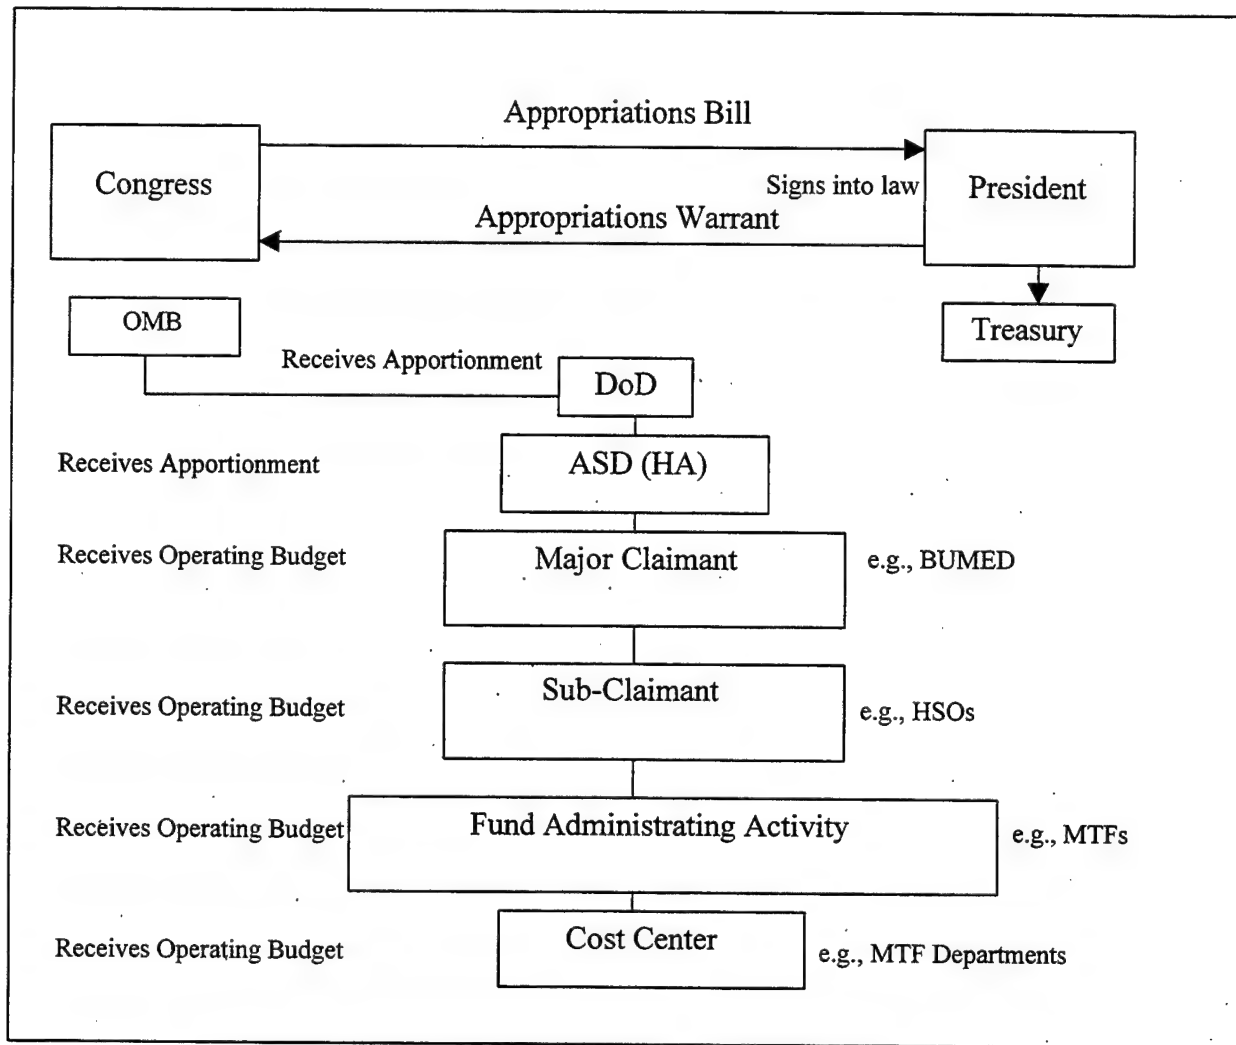 Appropriations Bill
Congress
Signs into law
President
Appropriations Warrant
OMB
Treasury
Receives Apportionment
DoD
Receives Apportionment
ASD (HA)
Receives Operating Budget
Major Claimant
e.g., BUMED
Receives Operating Budget
Sub-Claimant
e.g., HSOs
Receives Operating Budget
Fund Administrating Activity
e.g., MTFs
Receives Operating Budget
Cost Center
e.g., MTF Departments